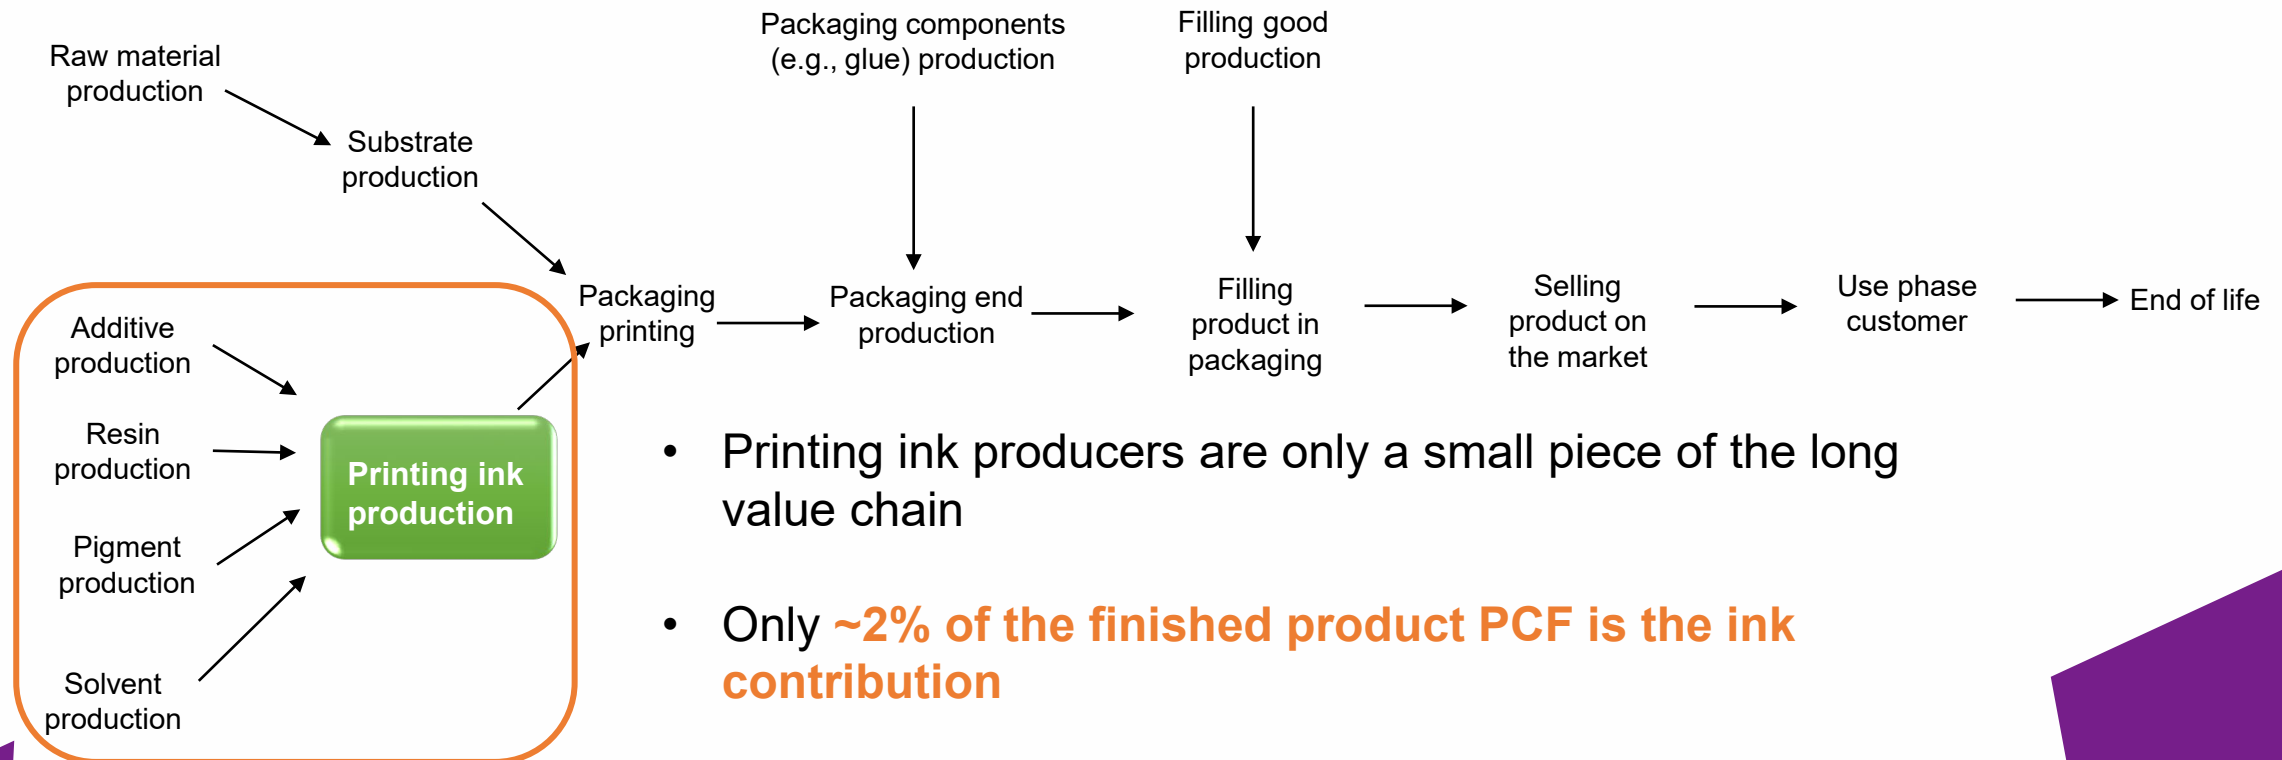 Raw material
production
Substrate
production
Packaging components
(e.g., glue) production
Filling good
production
Additive
production
Resin
production
Pigment
production
Solvent
production
Printing ink
production
Packaging
printing
Packaging end
production
Filling
product in
packaging
Selling
product on
the market
Use phase
customer
End of life
• Printing ink producers are only a small piece of the long
value chain
• Only ~2% of the finished product PCF is the ink
contribution